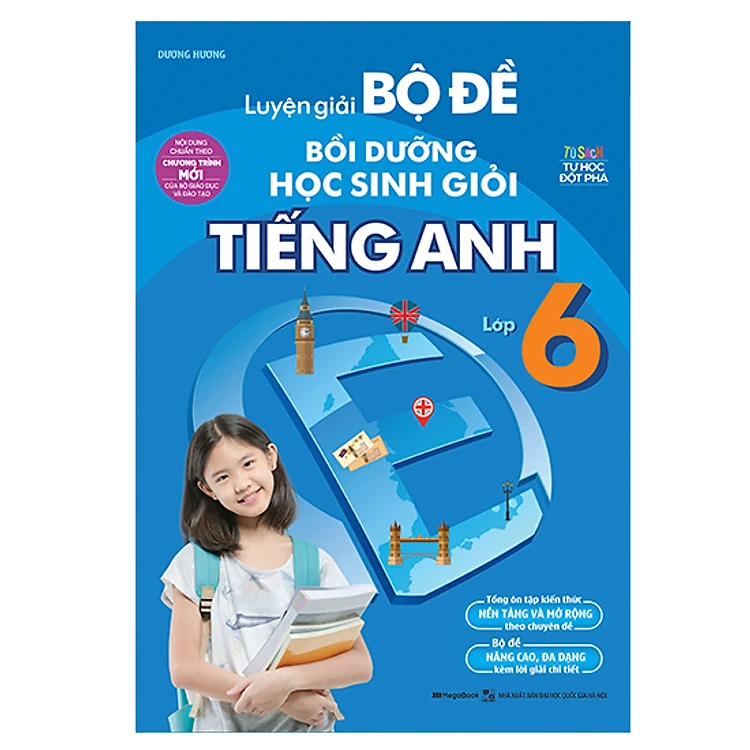 DƯƠNG HƯƠNG
Luyện giải BỘ ĐỀ
BỒI DƯỠNG
HỌC SINH GIỎI
TIẾNG ANH
Lớp 6
NỘI DUNG
CHUẨN THEO
CHƯƠNG TRÌNH
MỚI
CỦA BỘ GIÁO DỤC
VÀ ĐÀO TẠO
TỦ SÁCH
TỰ HỌC
ĐỘT PHÁ
Tổng ôn tập kiến thức
NỀN TẢNG VÀ MỞ RỘNG
theo chuyên đề
Bộ đề
NÂNG CAO, ĐA DẠNG
kèm lời giải chi tiết
MegaBook
NHÀ XUẤT BẢN ĐẠI HỌC QUỐC GIA HÀ NỘI